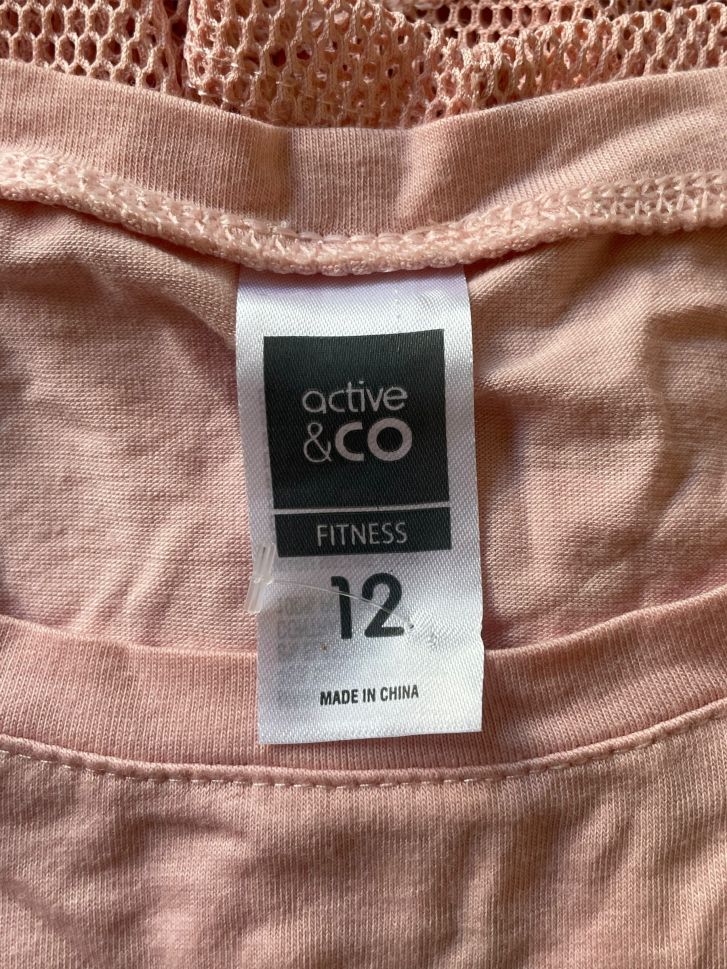 active
&CO
FITNESS
12
MADE IN CHINA